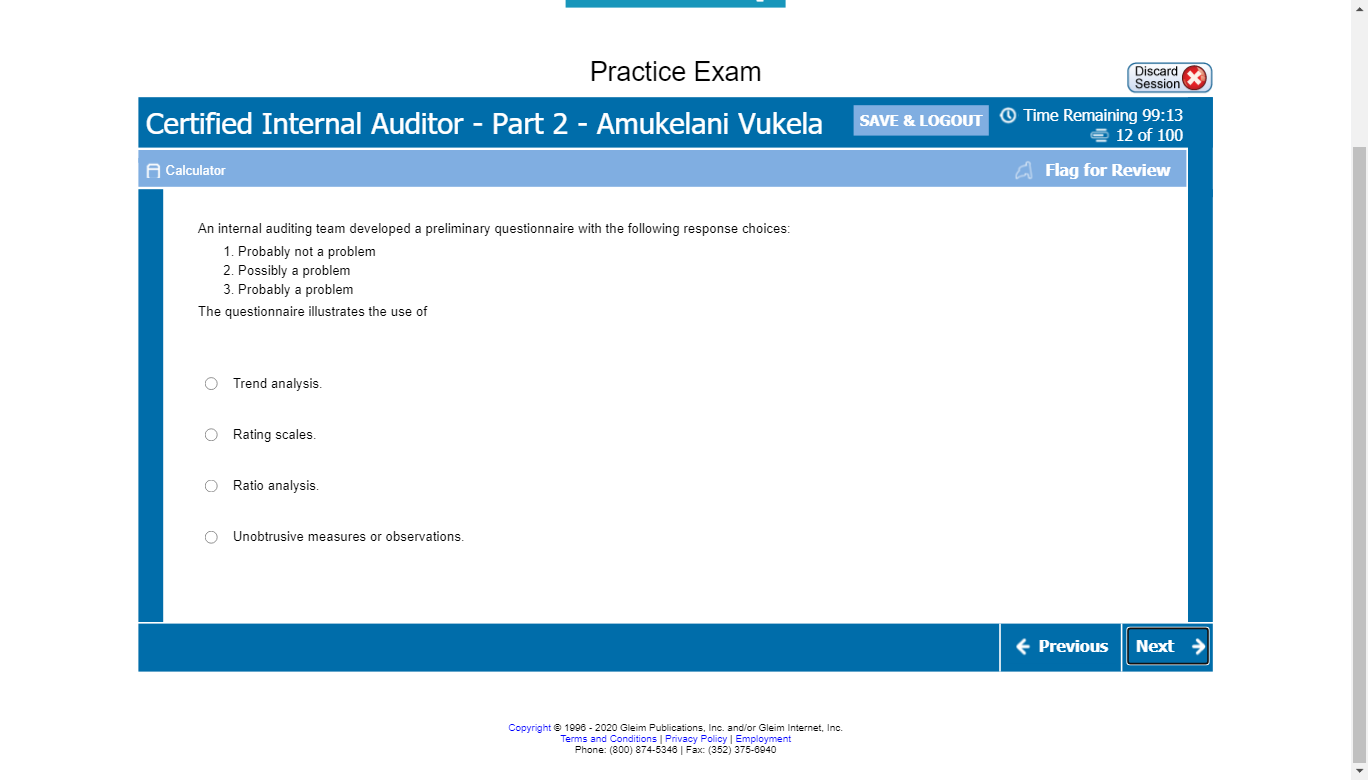 Practice Exam
Discard
Session
Certified Internal Auditor - Part 2 - Amukelani Vukela
SAVE & LOGOUT
Time Remaining 99:13
12 of 100
Calculator
Flag for Review
An internal auditing team developed a preliminary questionnaire with the following response choices:
1. Probably not a problem
2. Possibly a problem
3. Probably a problem
The questionnaire illustrates the use of
Trend analysis.
Rating scales.
Ratio analysis.
Unobtrusive measures or observations.
Previous
Next
Copyright © 1996 - 2020 Gleim Publications, Inc. and/or Gleim Internet, Inc.
Terms and Conditions | Privacy Policy | Employment
Phone: (800) 874-5346 | Fax: (352) 375-6940